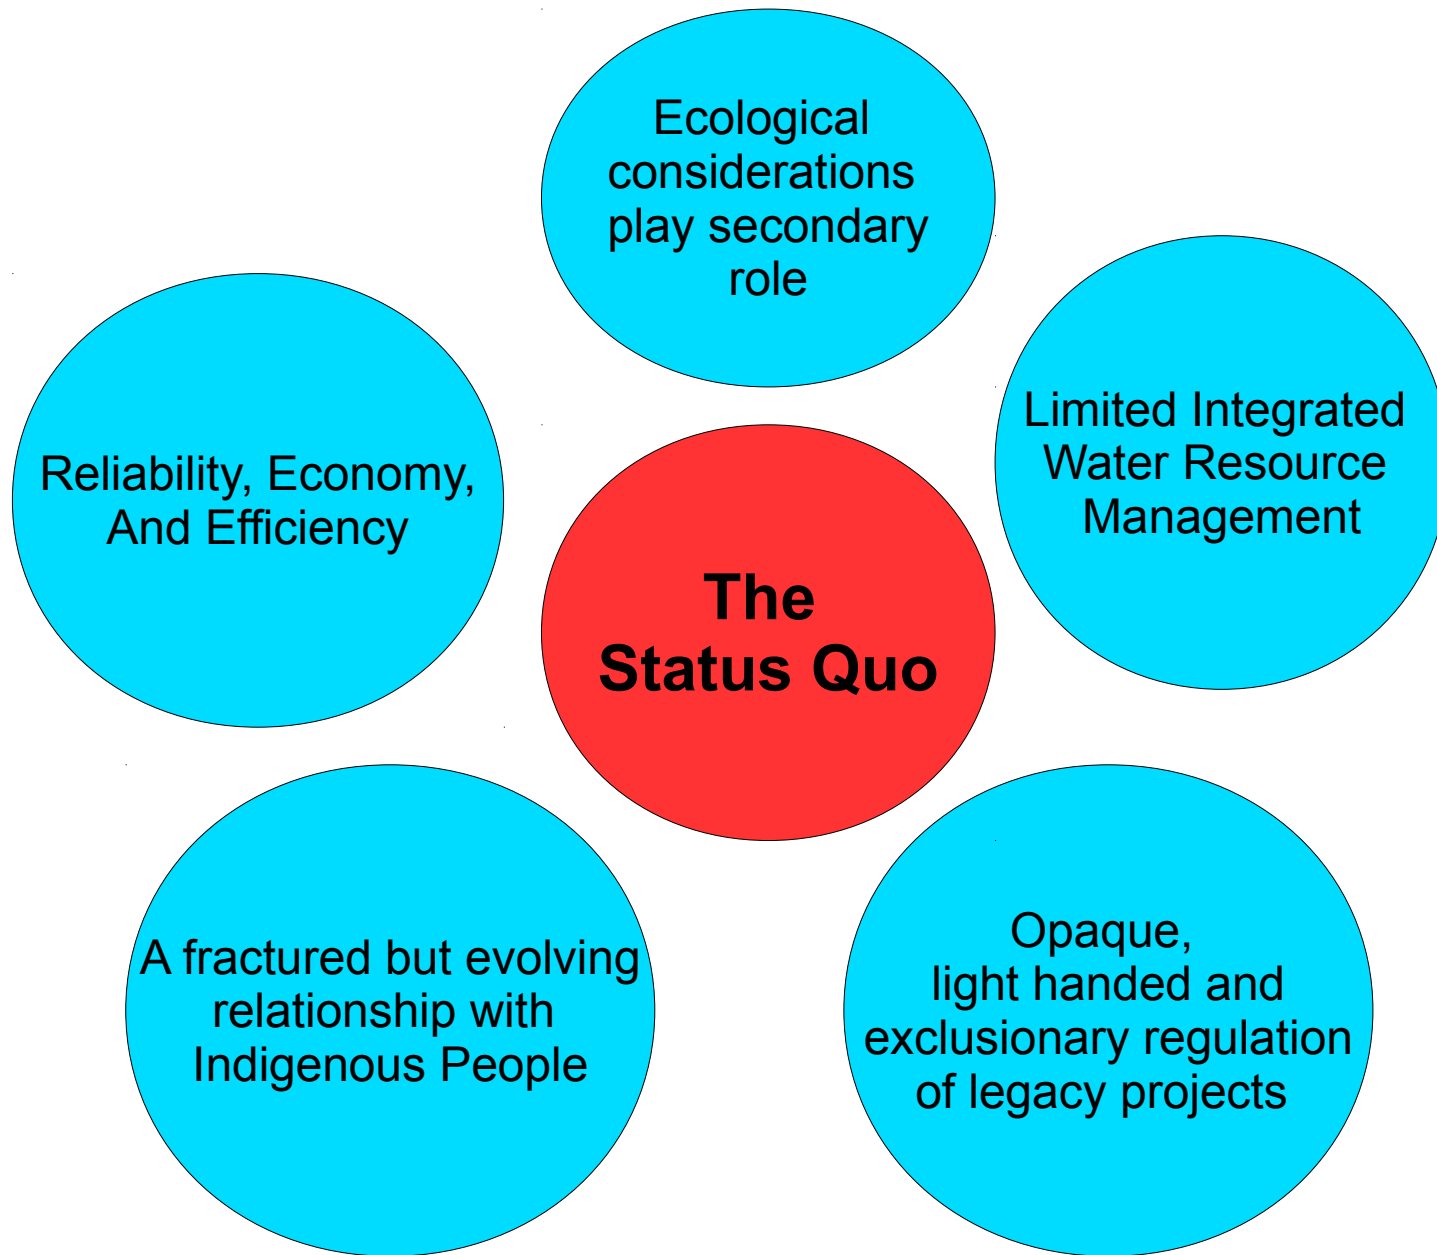 Ecological
considerations
play secondary
role
Limited Integrated
Water Resource
Management
Reliability, Economy,
And Efficiency
The
Status Quo
A fractured but evolving
relationship with
Indigenous People
Opaque,
light handed and
exclusionary regulation
of legacy projects